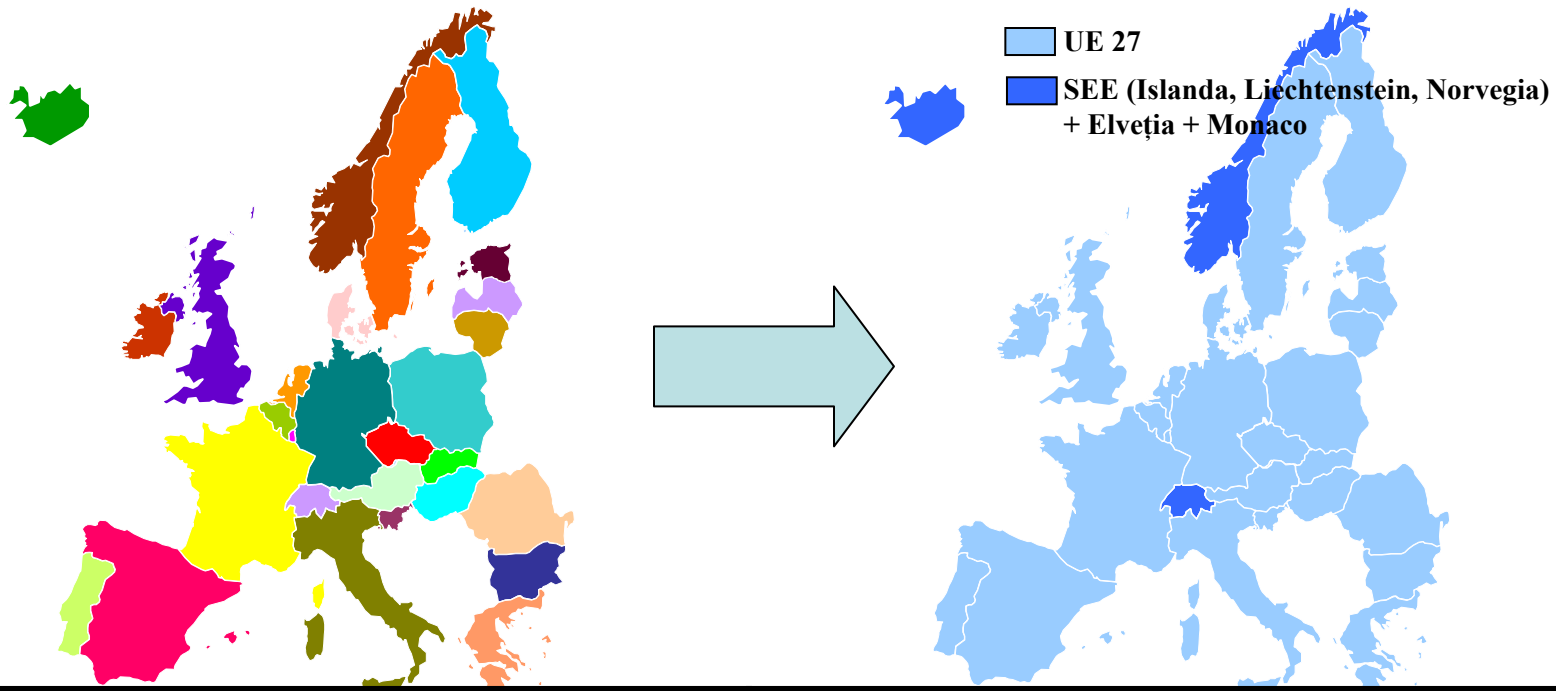 UE 27
SEE (Islanda, Liechtenstein, Norvegia)
+ Elveția + Monaco